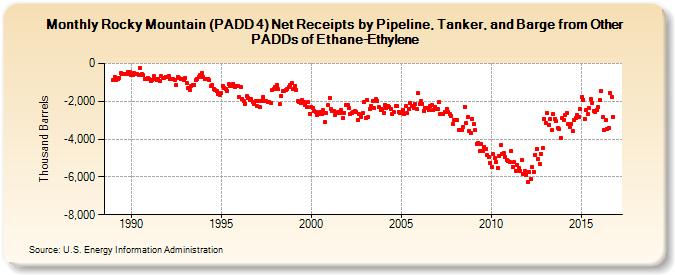 Monthly Rocky Mountain (PADD 4) Net Receipts by Pipeline, Tanker, and Barge from Other
PADDs of Ethane-Ethylene
Thousand Barrels
0
-2,000
-4,000
-6,000
-8,000
1990 1995 2000 2005 2010 2015
Source: U.S. Energy Information Administration